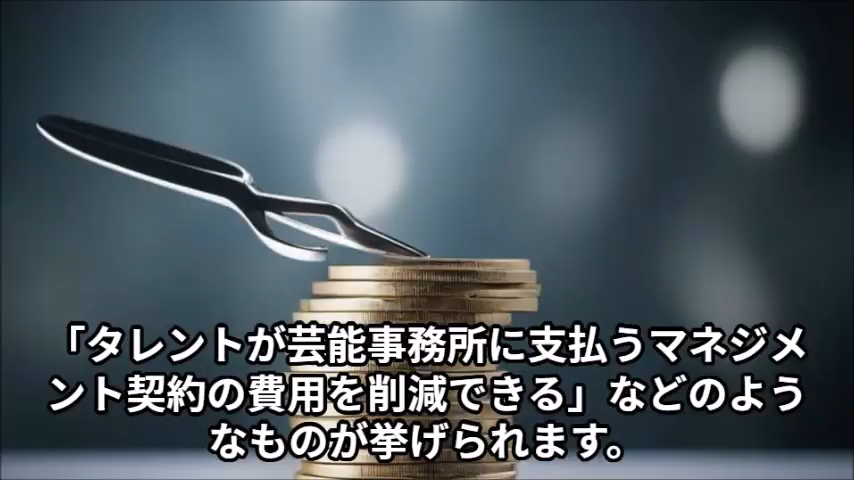 「タレントが芸能事務所に支払うマネジメ
ント契約の費用を削減できる」などのよう
なものが挙げられます。